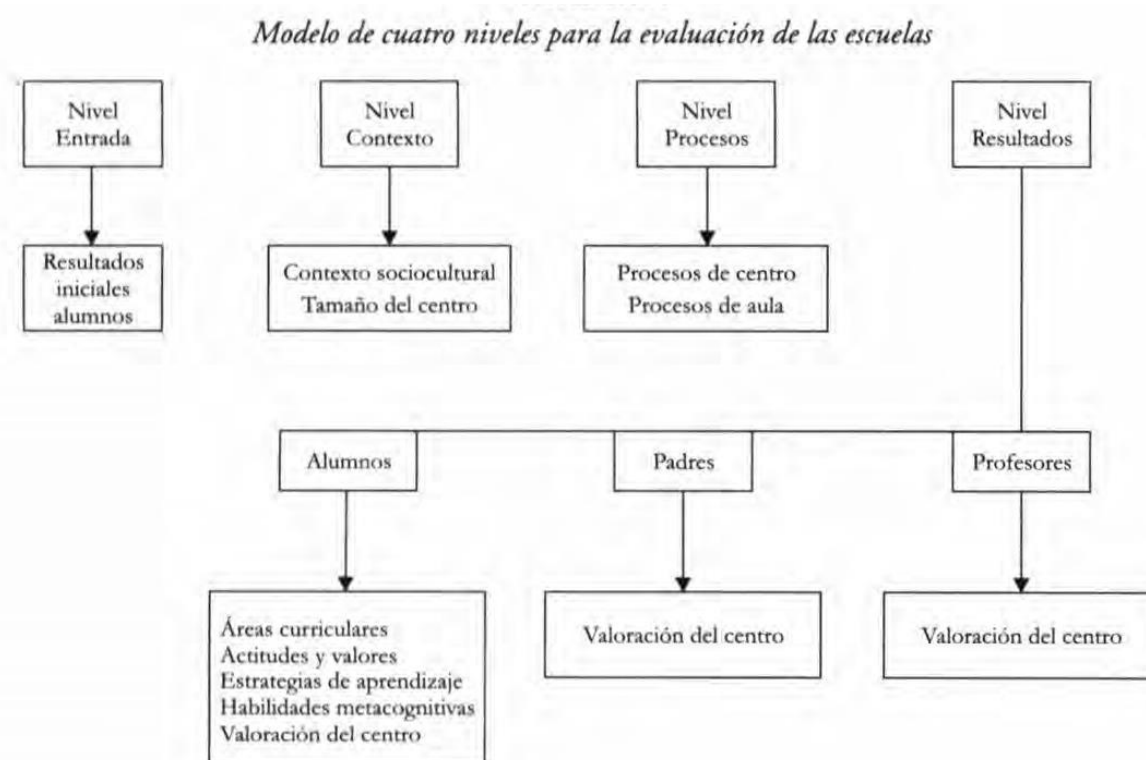 Modelo de cuatro niveles para la evaluación de las escuelas
Nivel
Entrada
Nivel
Contexto
Nivel
Procesos
Nivel
Resultados
Resultados
iniciales
alumnos
Contexto sociocultural
Tamaño del centro
Procesos de centro
Procesos de aula
Alumnos
Padres
Profesores
Áreas curriculares
Actitudes y valores
Estrategias de aprendizaje
Habilidades metacognitivas
Valoración del centro
Valoración del centro
Valoración del centro